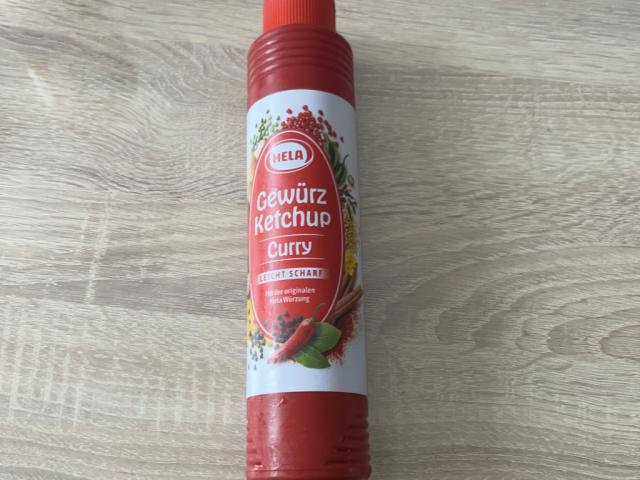 HELA
Gewürz
Ketchup
Curry
LEICHT SCHARF
Mit der originalen
Hela Würzung